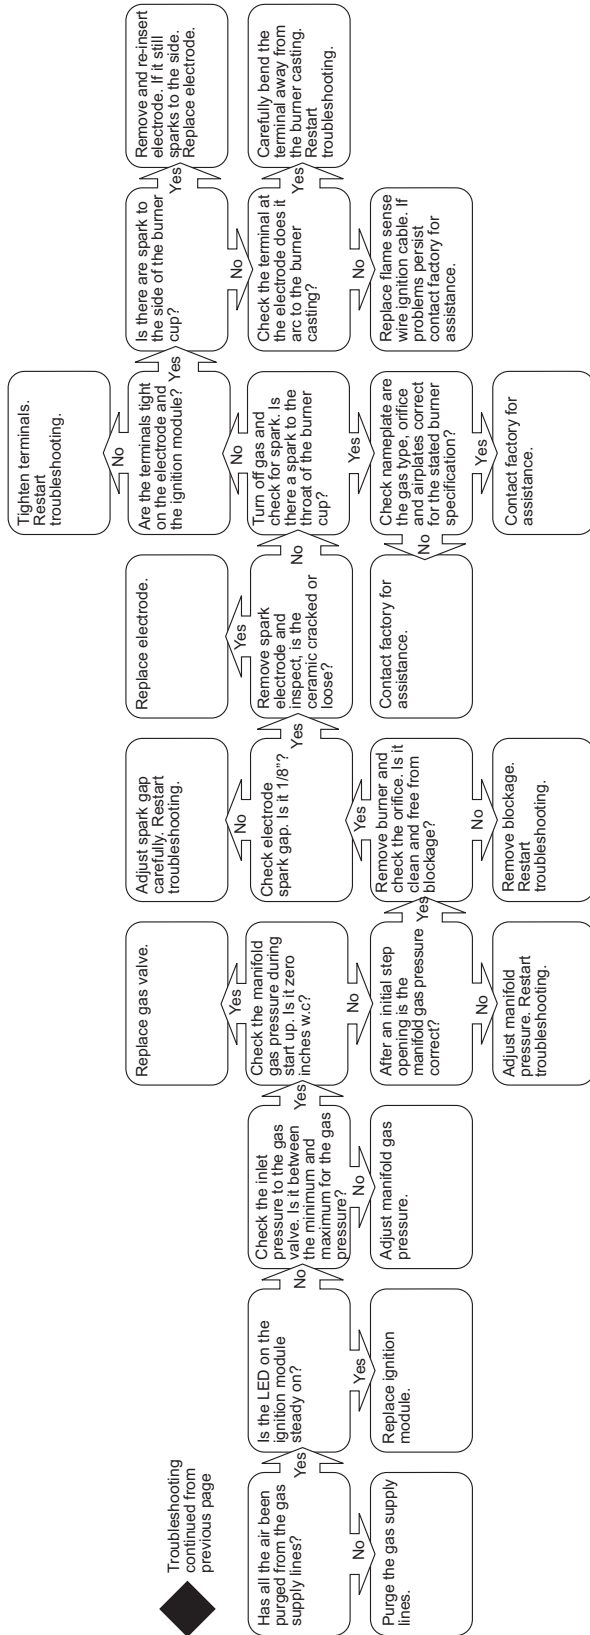 Troubleshooting
continued from
previous page
Has all the air been
purged from the gas
supply lines?
No
Purge the gas supply
lines.
Yes
Is the LED on the
ignition module
steady on?
Yes
Replace ignition
module.
No
Check the inlet
pressure to the gas
valve. Is it between
the minimum and
maximum for the gas
pressure?
No
Adjust manifold gas
pressure.
Yes
Replace gas valve.
Yes
Check the manifold
gas pressure during
start up. Is it zero
inches w.c?
No
After an initial step
opening is the
manifold gas pressure
correct?
No
Adjust manifold
pressure. Restart
troubleshooting.
Yes
Adjust spark gap
carefully. Restart
troubleshooting.
No
Check electrode
spark gap. Is it 1/8"?
Yes
Remove burner and
check the orifice. Is it
clean and free from
blockage?
No
Remove blockage.
Restart
troubleshooting.
Yes
Replace electrode.
Yes
Remove spark
electrode and
inspect, is the
ceramic cracked or
loose?
No
Contact factory for
assistance.
Tighten terminals.
Restart
troubleshooting.
No
Are the terminals tight
on the electrode and
the ignition module?
No
Turn off gas and
check for spark. Is
there a spark to the
throat of the burner
cup?
Yes
Check nameplate are
the gas type, orifice
and airplates correct
for the stated burner
specification?
No
Yes
Contact factory for
assistance.
Yes
Is there are spark to
the side of the burner
cup?
No
Check the terminal at
the electrode does it
arc to the burner
casting?
No
Replace flame sense
wire ignition cable. If
problems persist
contact factory for
assistance.
Yes
Remove and re-insert
electrode. If it still
sparks to the side.
Replace electrode.
Yes
Carefully bend the
terminal away from
the burner casting.
Restart
troubleshooting.